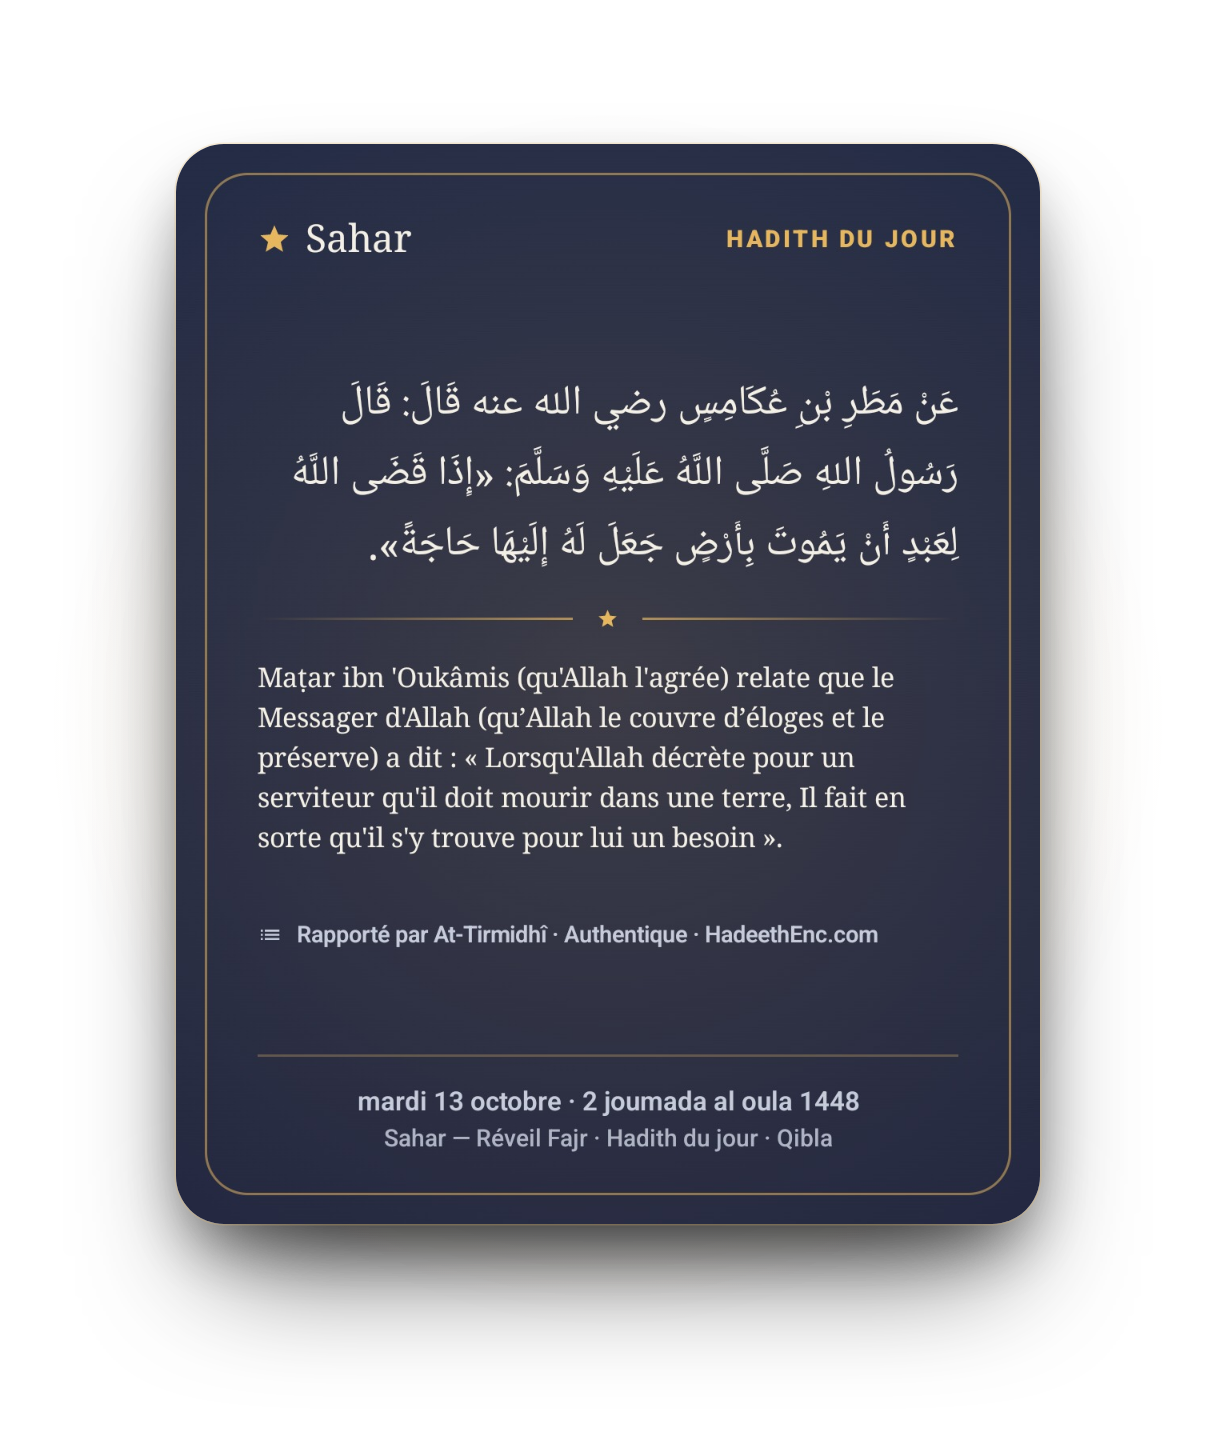 Sahar
HADITH DU JOUR
عَنْ مَطَرِ بْنِ عُكَامِسٍ رضي الله عنه قَالَ: قَالَ
رَسُولُ اللهِ صَلَّى اللَّهُ عَلَيْهِ وَسَلَّمَ: «إِذَا قَضَى اللَّهُ
لِعَبْدٍ أَنْ يَمُوتَ بِأَرْضٍ جَعَلَ لَهُ إِلَيْهَا حَاجَةً».
Maṭar ibn 'Oukâmis (qu'Allah l'agrée) relate que le
Messager d'Allah (qu’Allah le couvre d’éloges et le
préserve) a dit : « Lorsqu'Allah décrète pour un
serviteur qu'il doit mourir dans une terre, Il fait en
sorte qu'il s'y trouve pour lui un besoin ».
Rapporté par At-Tirmidhî · Authentique · HadeethEnc.com
mardi 13 octobre · 2 joumada al oula 1448
Sahar — Réveil Fajr · Hadith du jour · Qibla